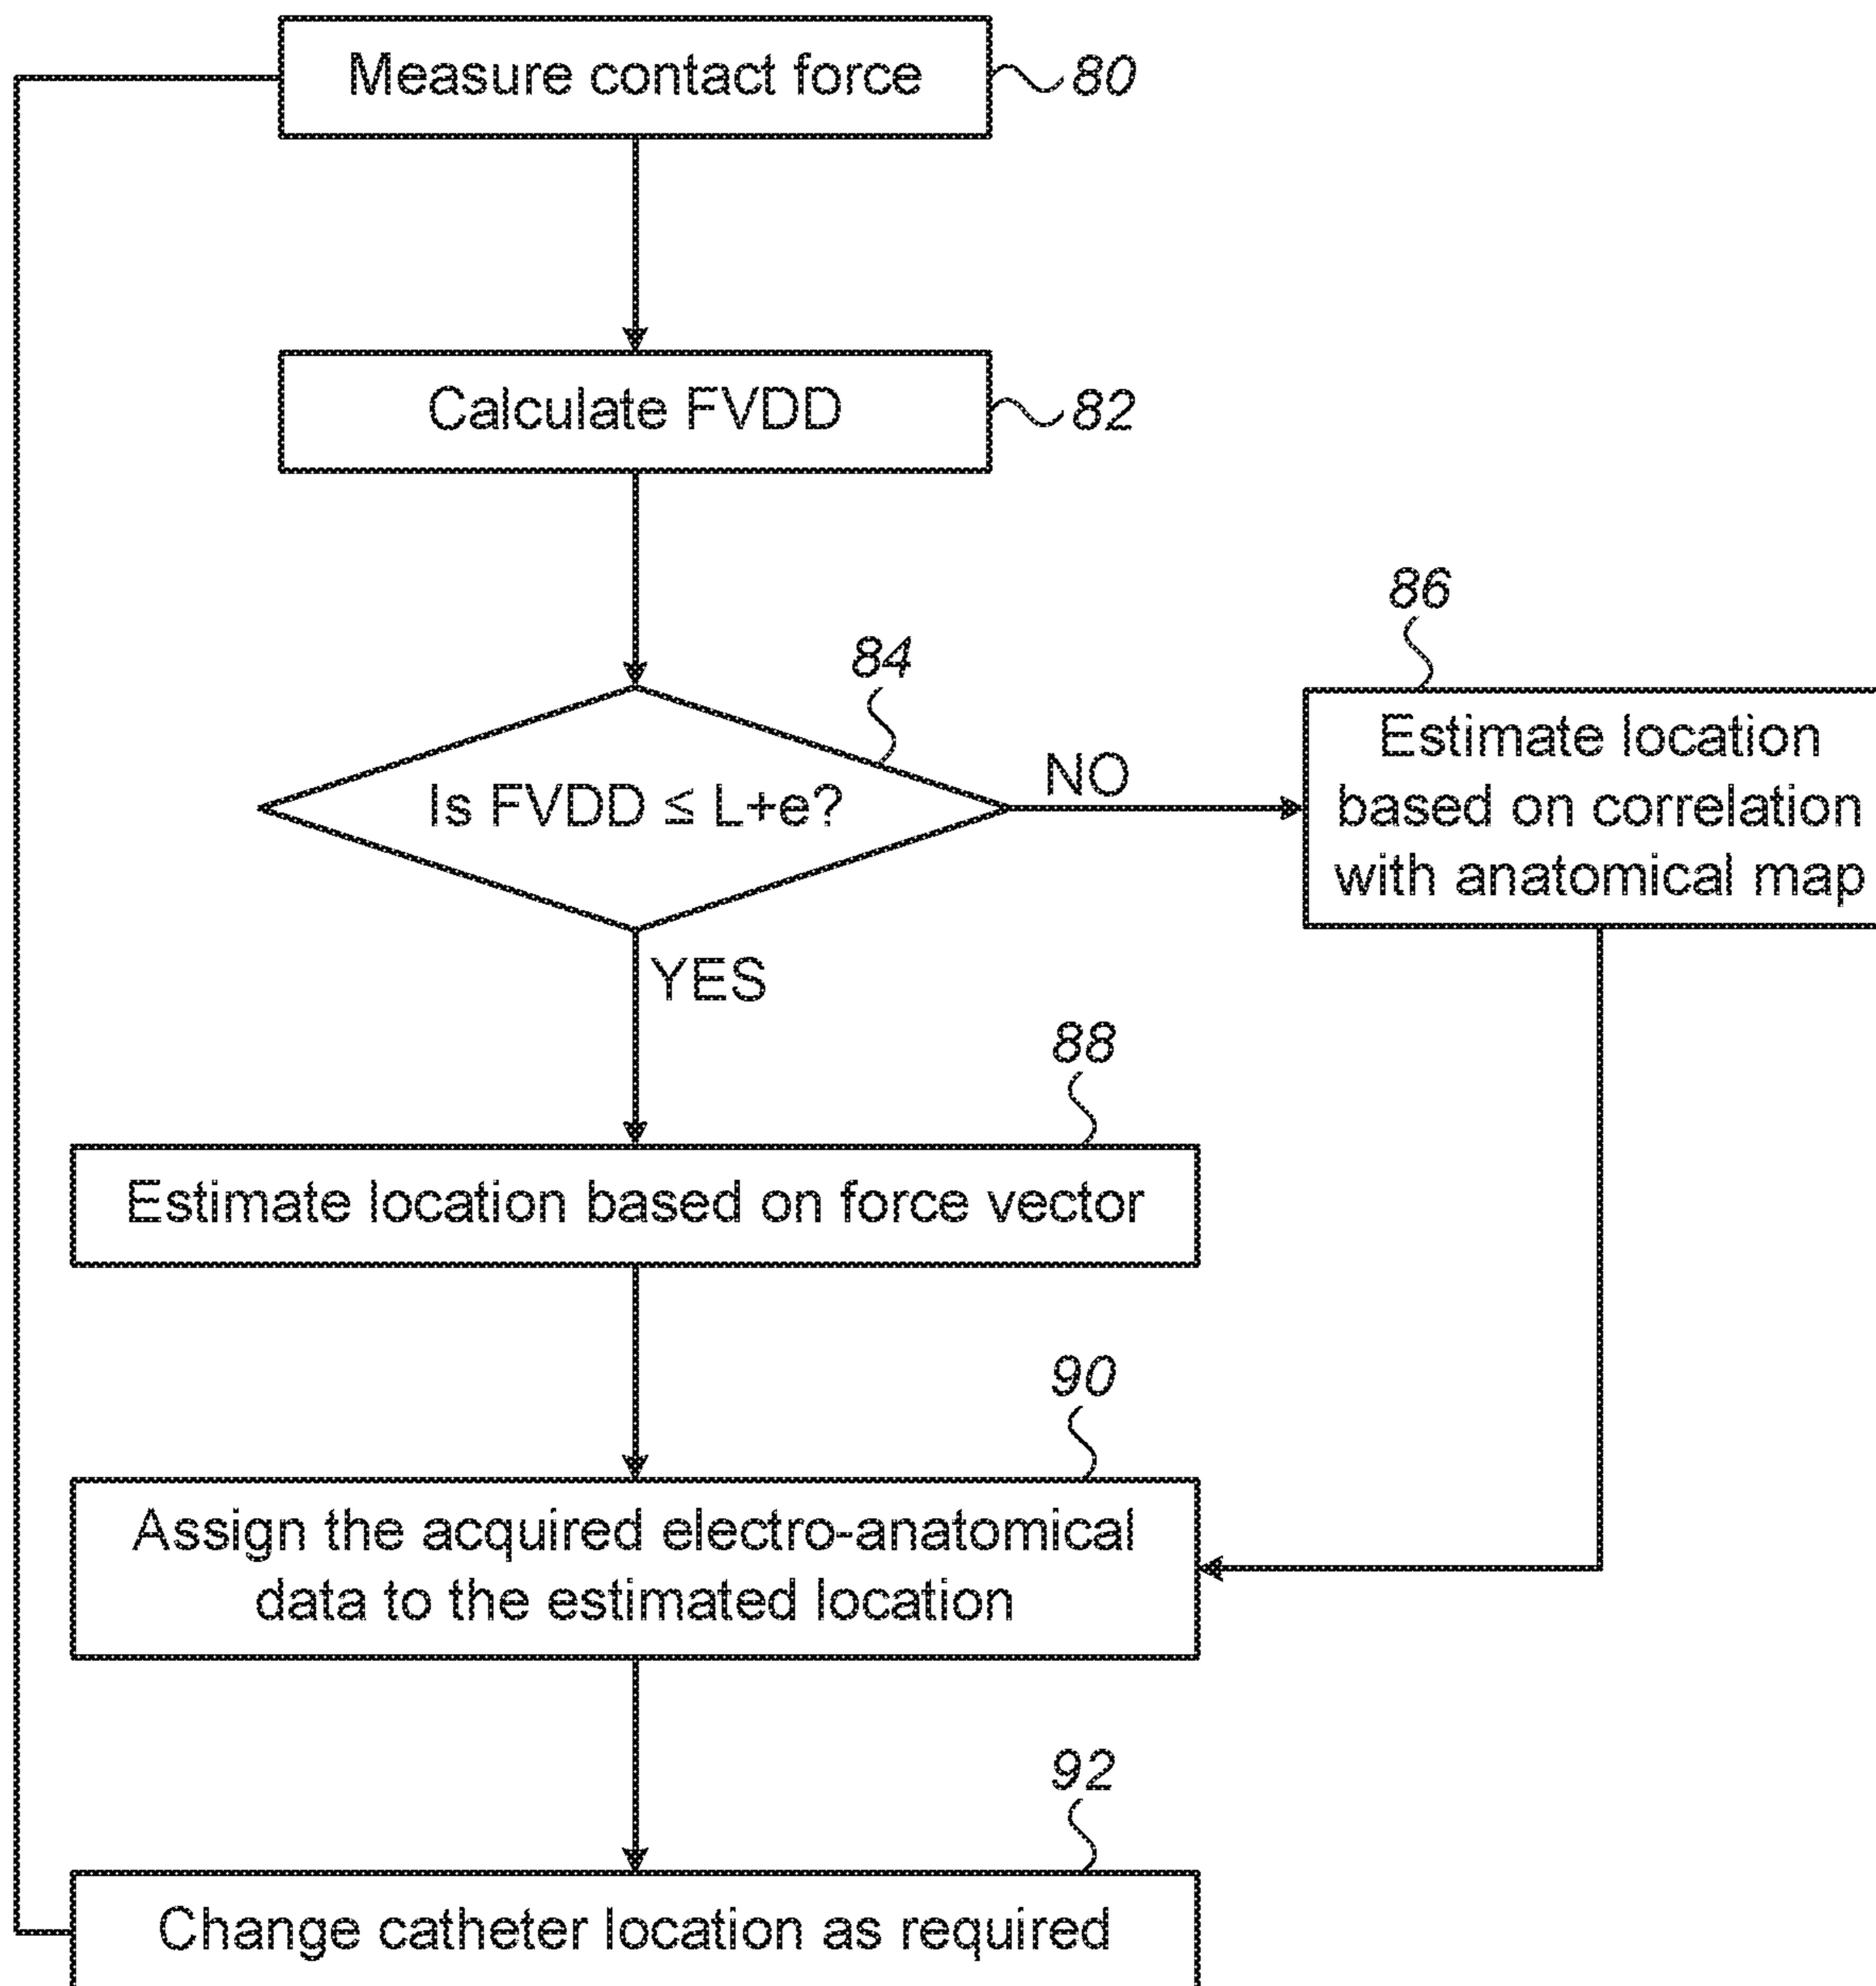 Measure contact force
80
Calculate FVDD
82
84
Is FVDD ≤ L+e?
NO
86
Estimate location
based on correlation
with anatomical map
YES
88
Estimate location based on force vector
90
Assign the acquired electro-anatomical
data to the estimated location
92
Change catheter location as required